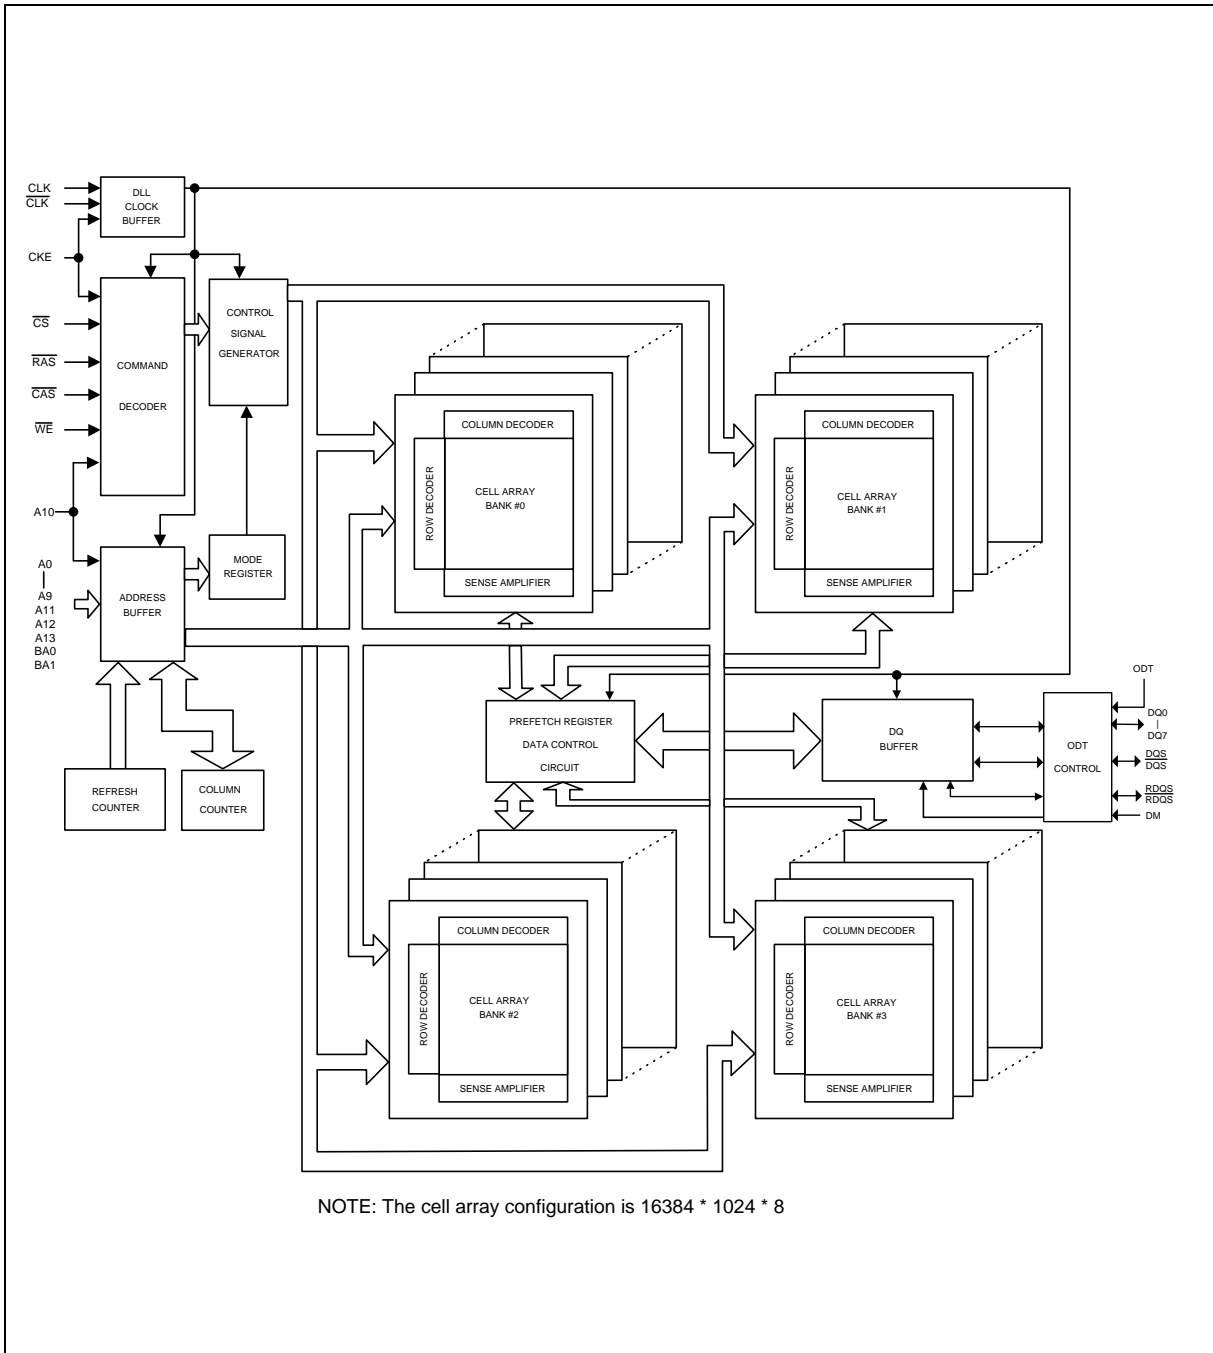 CLK
CLK
CKE
CS
RAS
CAS
WE
A10
A0
A9
A11
A12
A13
BA0
BA1
DLL
CLOCK
BUFFER
COMMAND
DECODER
CONTROL
SIGNAL
GENERATOR
ADDRESS
BUFFER
MODE
REGISTER
REFRESH
COUNTER
COLUMN
COUNTER
COLUMN DECODER
ROW DECODER
CELL ARRAY
BANK #0
SENSE AMPLIFIER
COLUMN DECODER
ROW DECODER
CELL ARRAY
BANK #1
SENSE AMPLIFIER
PREFETCH REGISTER
DATA CONTROL
CIRCUIT
DQ
BUFFER
ODT
CONTROL
ODT
DQ0
DQ7
DQS
DQS
RDQS
RDQS
DM
COLUMN DECODER
ROW DECODER
CELL ARRAY
BANK #2
SENSE AMPLIFIER
COLUMN DECODER
ROW DECODER
CELL ARRAY
BANK #3
SENSE AMPLIFIER
NOTE: The cell array configuration is 16384 * 1024 * 8